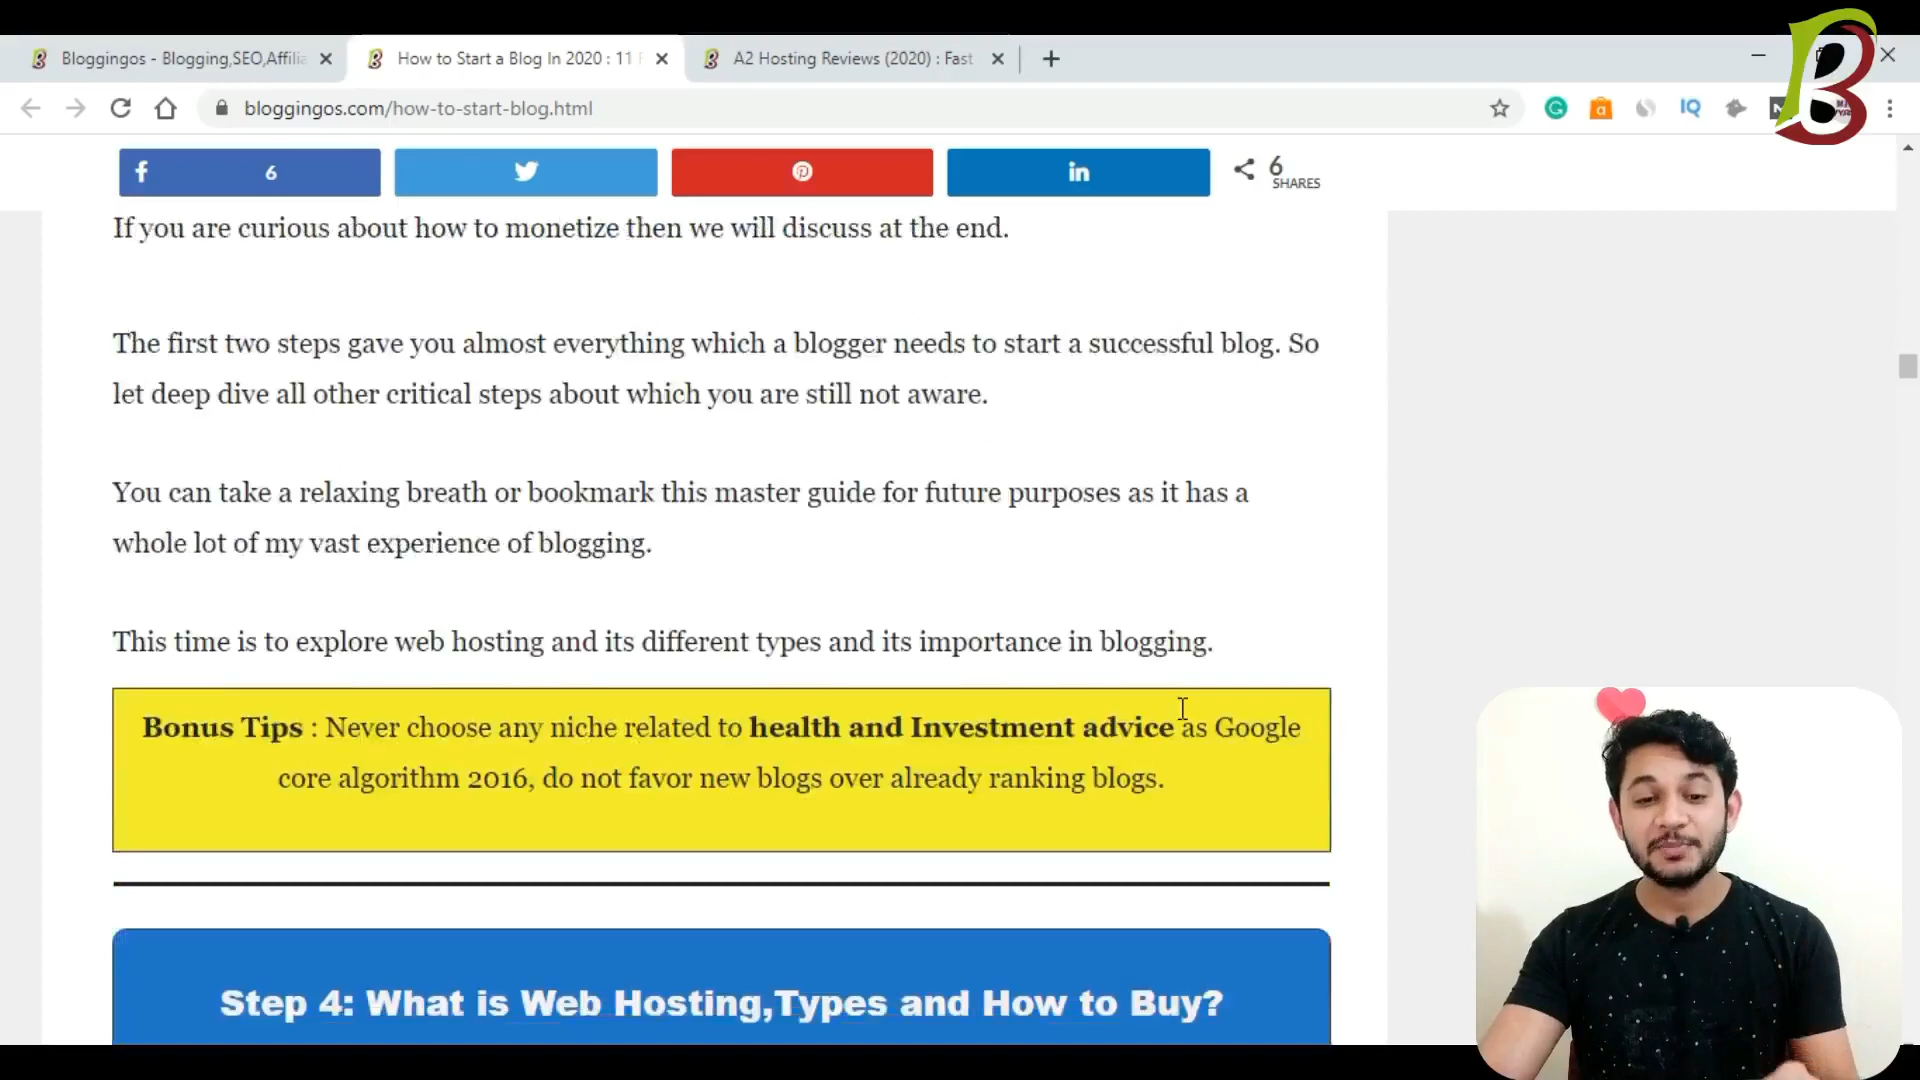 Bloggingos - Blogging,SEO,Affilia
How to Start a Blog In 2020 : 11
A2 Hosting Reviews (2020) : Fast
bloggingos.com/how-to-start-blog.html
IQ
6
6
SHARES
If you are curious about how to monetize then we will discuss at the end.
The first two steps gave you almost everything which a blogger needs to start a successful blog. So
let deep dive all other critical steps about which you are still not aware.
You can take a relaxing breath or bookmark this master guide for future purposes as it has a
whole lot of my vast experience of blogging.
This time is to explore web hosting and its different types and its importance in blogging.
Bonus Tips : Never choose any niche related to health and Investment advice as Google
core algorithm 2016, do not favor new blogs over already ranking blogs.
Step 4: What is Web Hosting,Types and How to Buy?